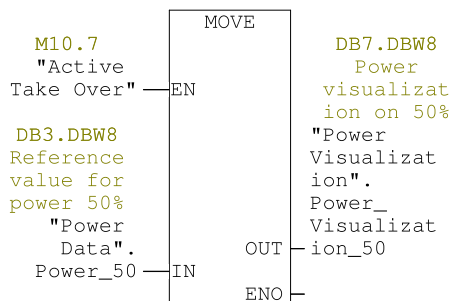 MOVE
M10.7
"Active
Take Over"
EN
DB3.DBW8
Reference
value for
power 50%
"Power
Data".
Power_50
IN
DB7.DBW8
Power
visualizat
ion on 50%
"Power
Visualizat
ion".
Power_
Visualizat
ion_50
OUT
ENO